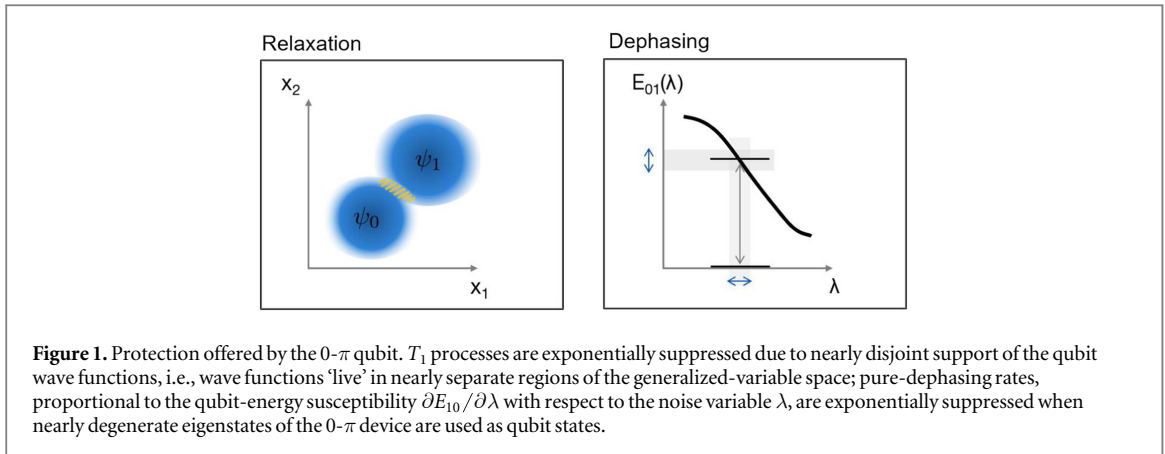 Relaxation
Dephasing
x₂
ψ₁
ψ₀
x₁
E₀₁(λ)
λ
Figure 1. Protection offered by the 0-π qubit. T₁ processes are exponentially suppressed due to nearly disjoint support of the qubit
wave functions, i.e., wave functions ‘live’ in nearly separate regions of the generalized-variable space; pure-dephasing rates,
proportional to the qubit-energy susceptibility ∂E₁₀/∂λ with respect to the noise variable λ, are exponentially suppressed when
nearly degenerate eigenstates of the 0-π device are used as qubit states.